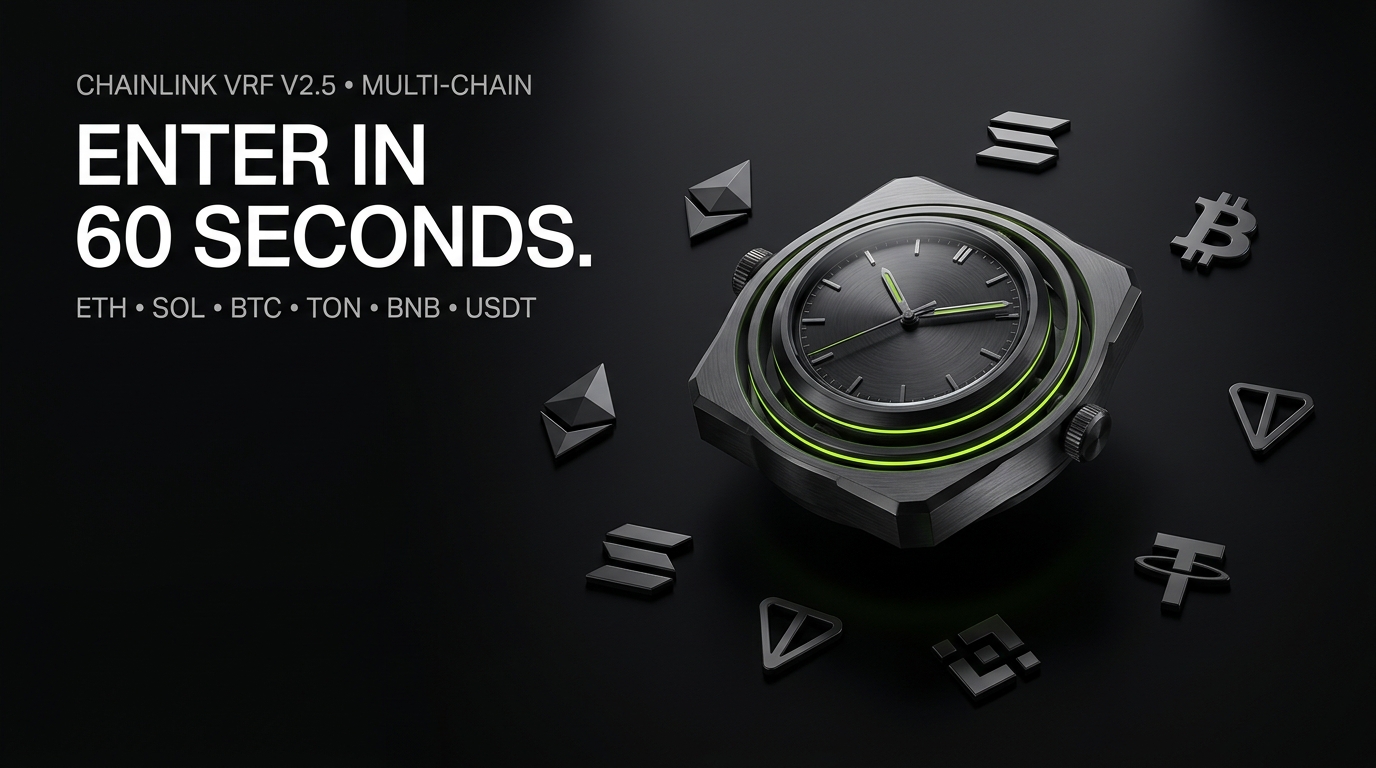 CHAINLINK VRF V2.5 • MULTI-CHAIN
ENTER IN
60 SECONDS.
ETH • SOL • BTC • TON • BNB • USDT